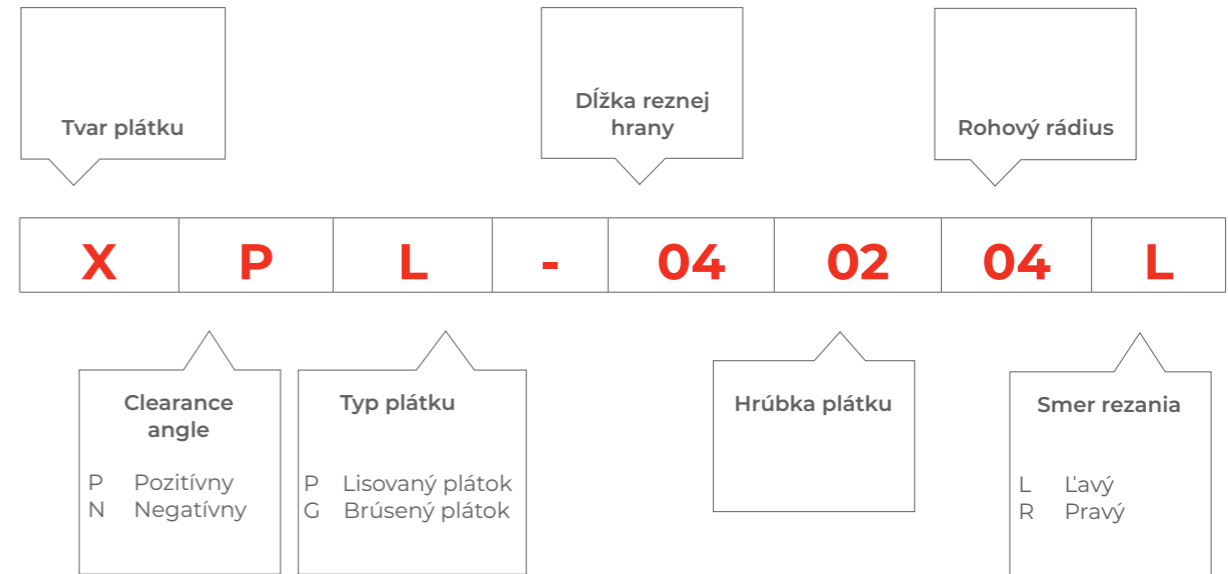 Tvar plátku
Dĺžka reznej
hrany
Rohový rádius
X P L - 04 02 04 L
Clearance
angle
P Pozitívny
N Negatívny
Typ plátku
P Lisovaný plátok
G Brúsený plátok
Hrúbka plátku
Smer rezania
L Ľavý
R Pravý